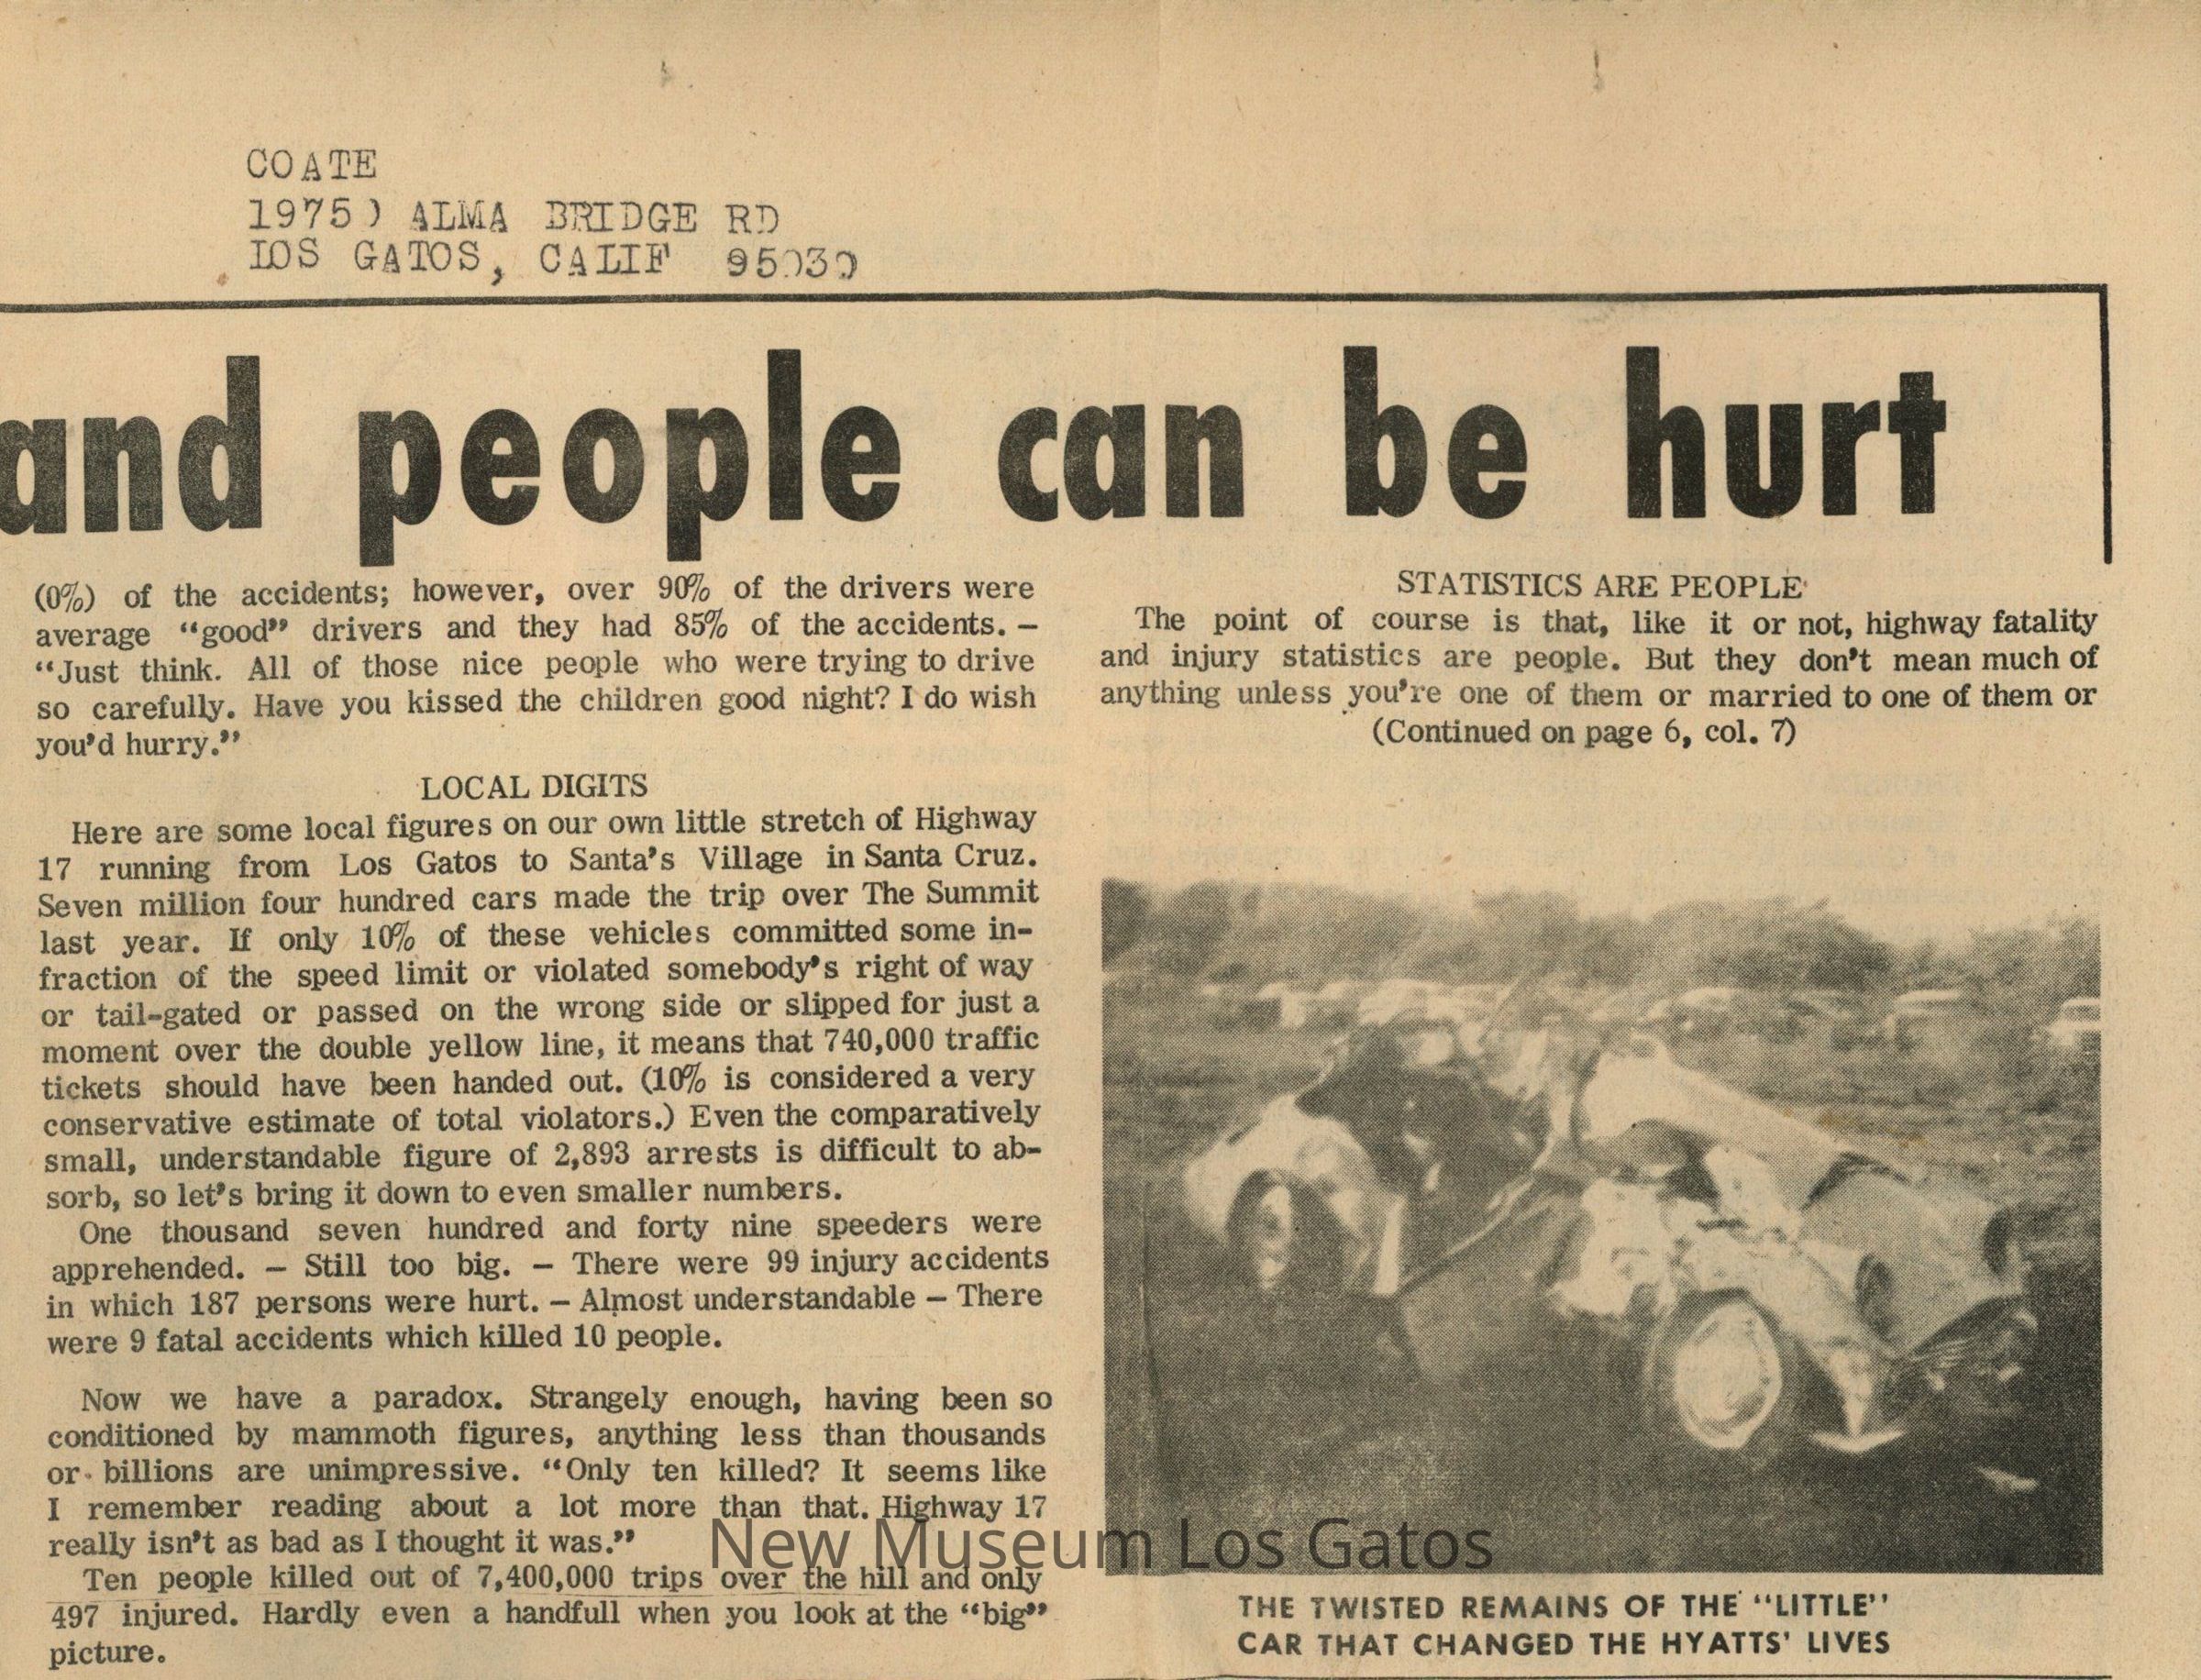 COATE
19750 ALMA BRIDGE RD
LOS GATOS, CALIF 95030
and people can be hurt
(0%) of the accidents; however, over 90% of the drivers were
average “good” drivers and they had 85% of the accidents. —
“Just think. All of those nice people who were trying to drive
so carefully. Have you kissed the children good night? I do wish
you’d hurry.”
LOCAL DIGITS
Here are some local figures on our own little stretch of Highway
17 running from Los Gatos to Santa’s Village in Santa Cruz.
Seven million four hundred cars made the trip over The Summit
last year. If only 10% of these vehicles committed some in-
fraction of the speed limit or violated somebody’s right of way
or tail-gated or passed on the wrong side or slipped for just a
moment over the double yellow line, it means that 740,000 traffic
tickets should have been handed out. (10% is considered a very
conservative estimate of total violators.) Even the comparatively
small, understandable figure of 2,893 arrests is difficult to ab-
sorb, so let’s bring it down to even smaller numbers.
One thousand seven hundred and forty nine speeders were
apprehended. — Still too big. — There were 99 injury accidents
in which 187 persons were hurt. — Almost understandable — There
were 9 fatal accidents which killed 10 people.
Now we have a paradox. Strangely enough, having been so
conditioned by mammoth figures, anything less than thousands
or billions are unimpressive. “Only ten killed? It seems like
I remember reading about a lot more than that. Highway 17
really isn’t as bad as I thought it was.”
Ten people killed out of 7,400,000 trips over the hill and only
497 injured. Hardly even a handfull when you look at the “big”
picture.
STATISTICS ARE PEOPLE
The point of course is that, like it or not, highway fatality
and injury statistics are people. But they don’t mean much of
anything unless you’re one of them or married to one of them or
(Continued on page 6, col. 7)
THE TWISTED REMAINS OF THE “LITTLE”
CAR THAT CHANGED THE HYATTS’ LIVES
New Museum Los Gatos